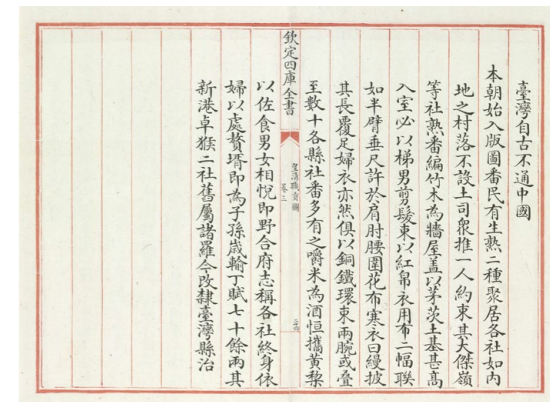 臺灣自古不通中國
本朝始入版圖番民有生熟二種聚居各社如内
地之村落不設土司衆推一人約束其大傑嶺
等社熟番編竹木為牆屋蓋以茅茨土基甚高
入室必以梯男剪髮束以紅帛衣用布二幅聯
如半臂垂尺許於肩肘腰圍花布寒衣曰縵披
其長覆足婦衣亦然俱以銅鐵環束兩腕或叠
至數十各縣社番多有之嚼米為酒恒攜黄棃
欽定四庫全書
皇清職貢圖
卷三
以佐食男女相悦即野合府志稱各社終身依
婦以處贅壻即為子孫歲輸丁賦七十餘兩其
新港卓猴二社舊屬諸羅今改隸臺灣縣治